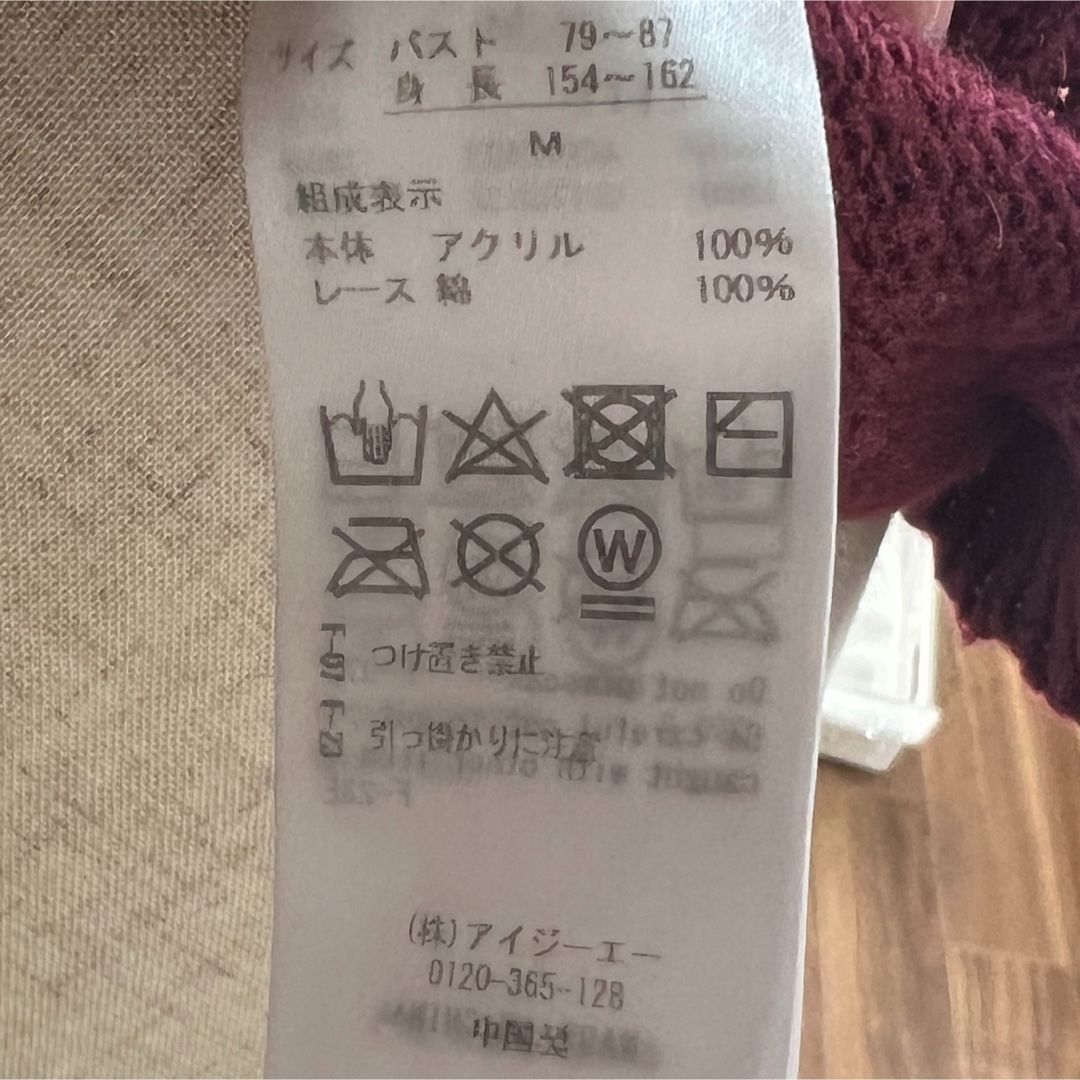 サイズ バスト 79~87
身長 154~162
M
組成表示
本体 アクリル 100%
レース 綿 100%
W
つけ置き禁止
引っ掛かりに注意
(株)アイジーエー
0120-365-128
中国製